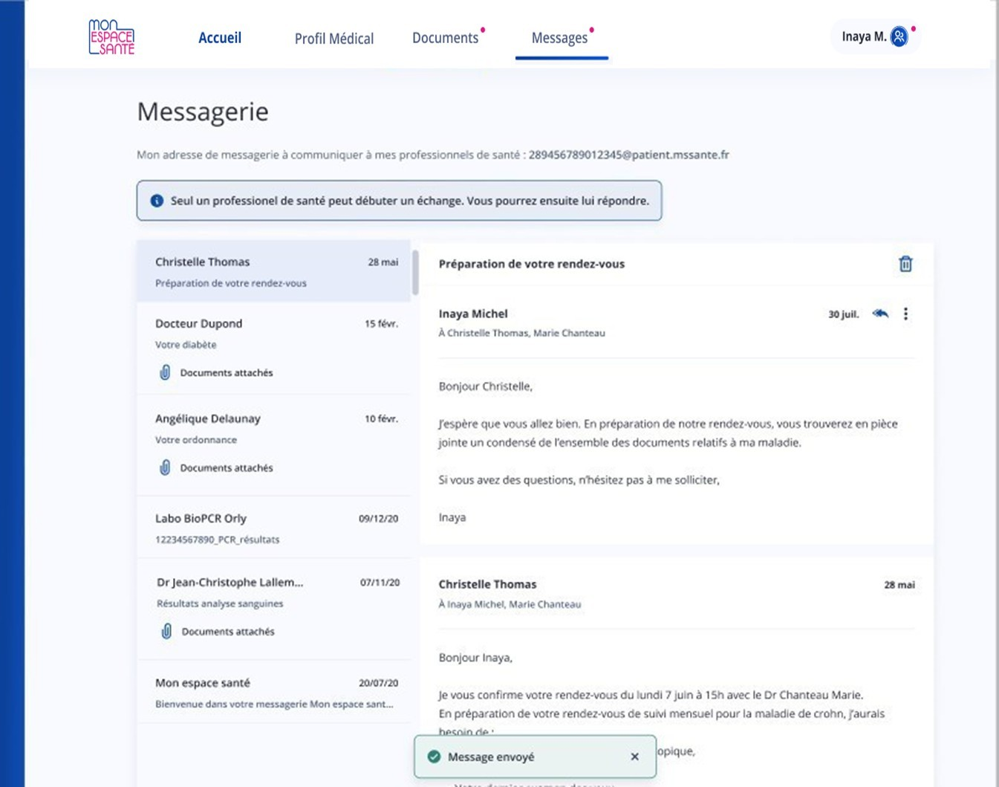 MON
ESPACE
SANTÉ
Accueil
Profil Médical
Documents
Messages
Inaya M.
Messagerie
Mon adresse de messagerie à communiquer à mes professionnels de santé : 289456789012345@patient.mssante.fr
Seul un professionel de santé peut débuter un échange. Vous pourrez ensuite lui répondre.
Christelle Thomas
28 mai
Préparation de votre rendez-vous
Docteur Dupond
15 févr.
Votre diabète
Documents attachés
Angélique Delaunay
10 févr.
Votre ordonnance
Documents attachés
Labo BioPCR Orly
09/12/20
12234567890_PCR_résultats
Dr Jean-Christophe Lallem...
07/11/20
Résultats analyse sanguines
Documents attachés
Mon espace santé
20/07/20
Bienvenue dans votre messagerie Mon espace sant...
Préparation de votre rendez-vous
Inaya Michel
30 juil.
À Christelle Thomas, Marie Chanteau
Bonjour Christelle,
J'espère que vous allez bien. En préparation de notre rendez-vous, vous trouverez en pièce
jointe un condensé de l'ensemble des documents relatifs à ma maladie.
Si vous avez des questions, n'hésitez pas à me solliciter,
Inaya
Christelle Thomas
28 mai
À Inaya Michel, Marie Chanteau
Bonjour Inaya,
Je vous confirme votre rendez-vous du lundi 7 juin à 15h avec le Dr Chanteau Marie.
En préparation de votre rendez-vous de suivi mensuel pour la maladie de crohn, j'aurais
besoin de :
opique,
Message envoyé